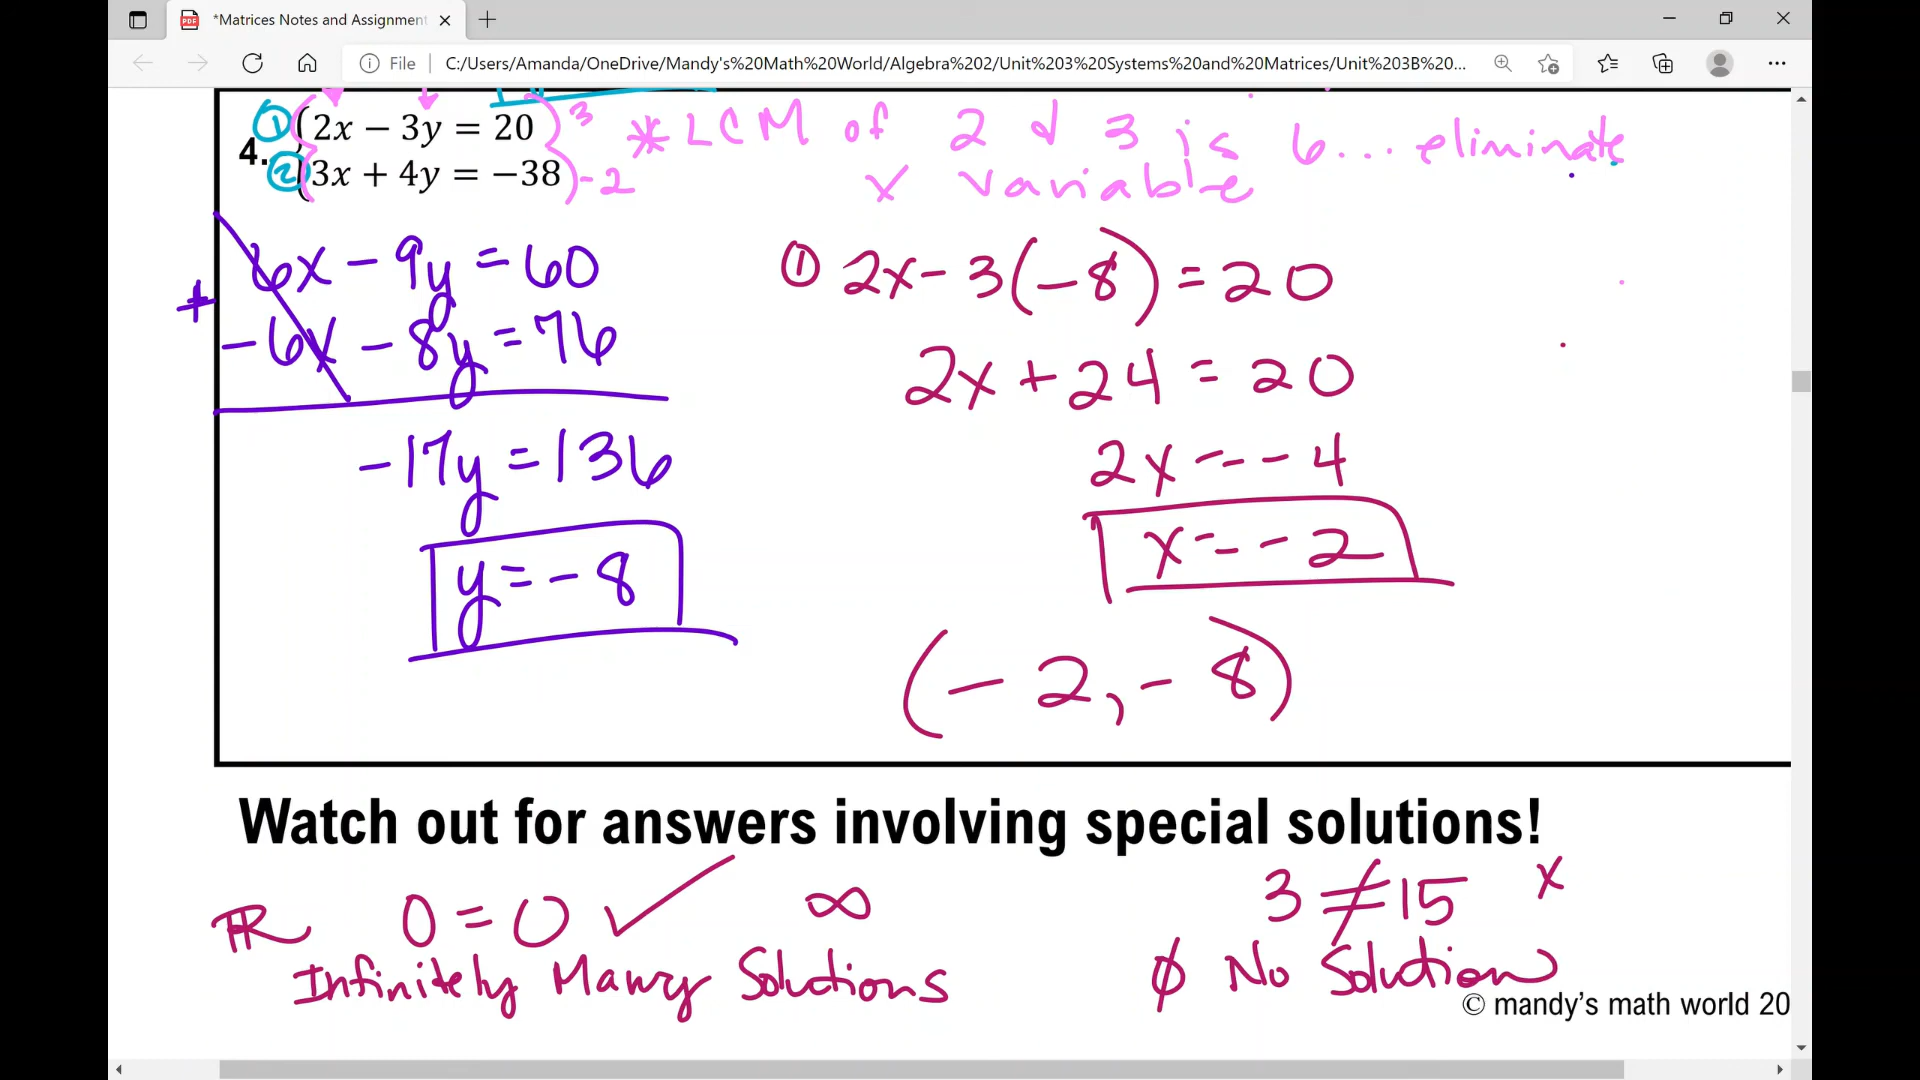 *Matrices Notes and Assignment
File C:/Users/Amanda/OneDrive/Mandy's%20Math%20World/Algebra%202/Unit%203%20Systems%20and%20Matrices/Unit%203B%20...
① 2x − 3y = 20 3 * LCM of 2 & 3 is 6... eliminate
4.
② 3x + 4y = −38 -2 x variable
6x - 9y = 60
+ -6x - 8y = 76
-17y = 136
y = -8
① 2x - 3(-8) = 20
2x + 24 = 20
2x = -4
x = -2
(-2, -8)
Watch out for answers involving special solutions!
ℝ 0 = 0 ✓ ∞
Infinitely Many Solutions
3 ≠ 15 x
∅ No Solution
© mandy's math world 20